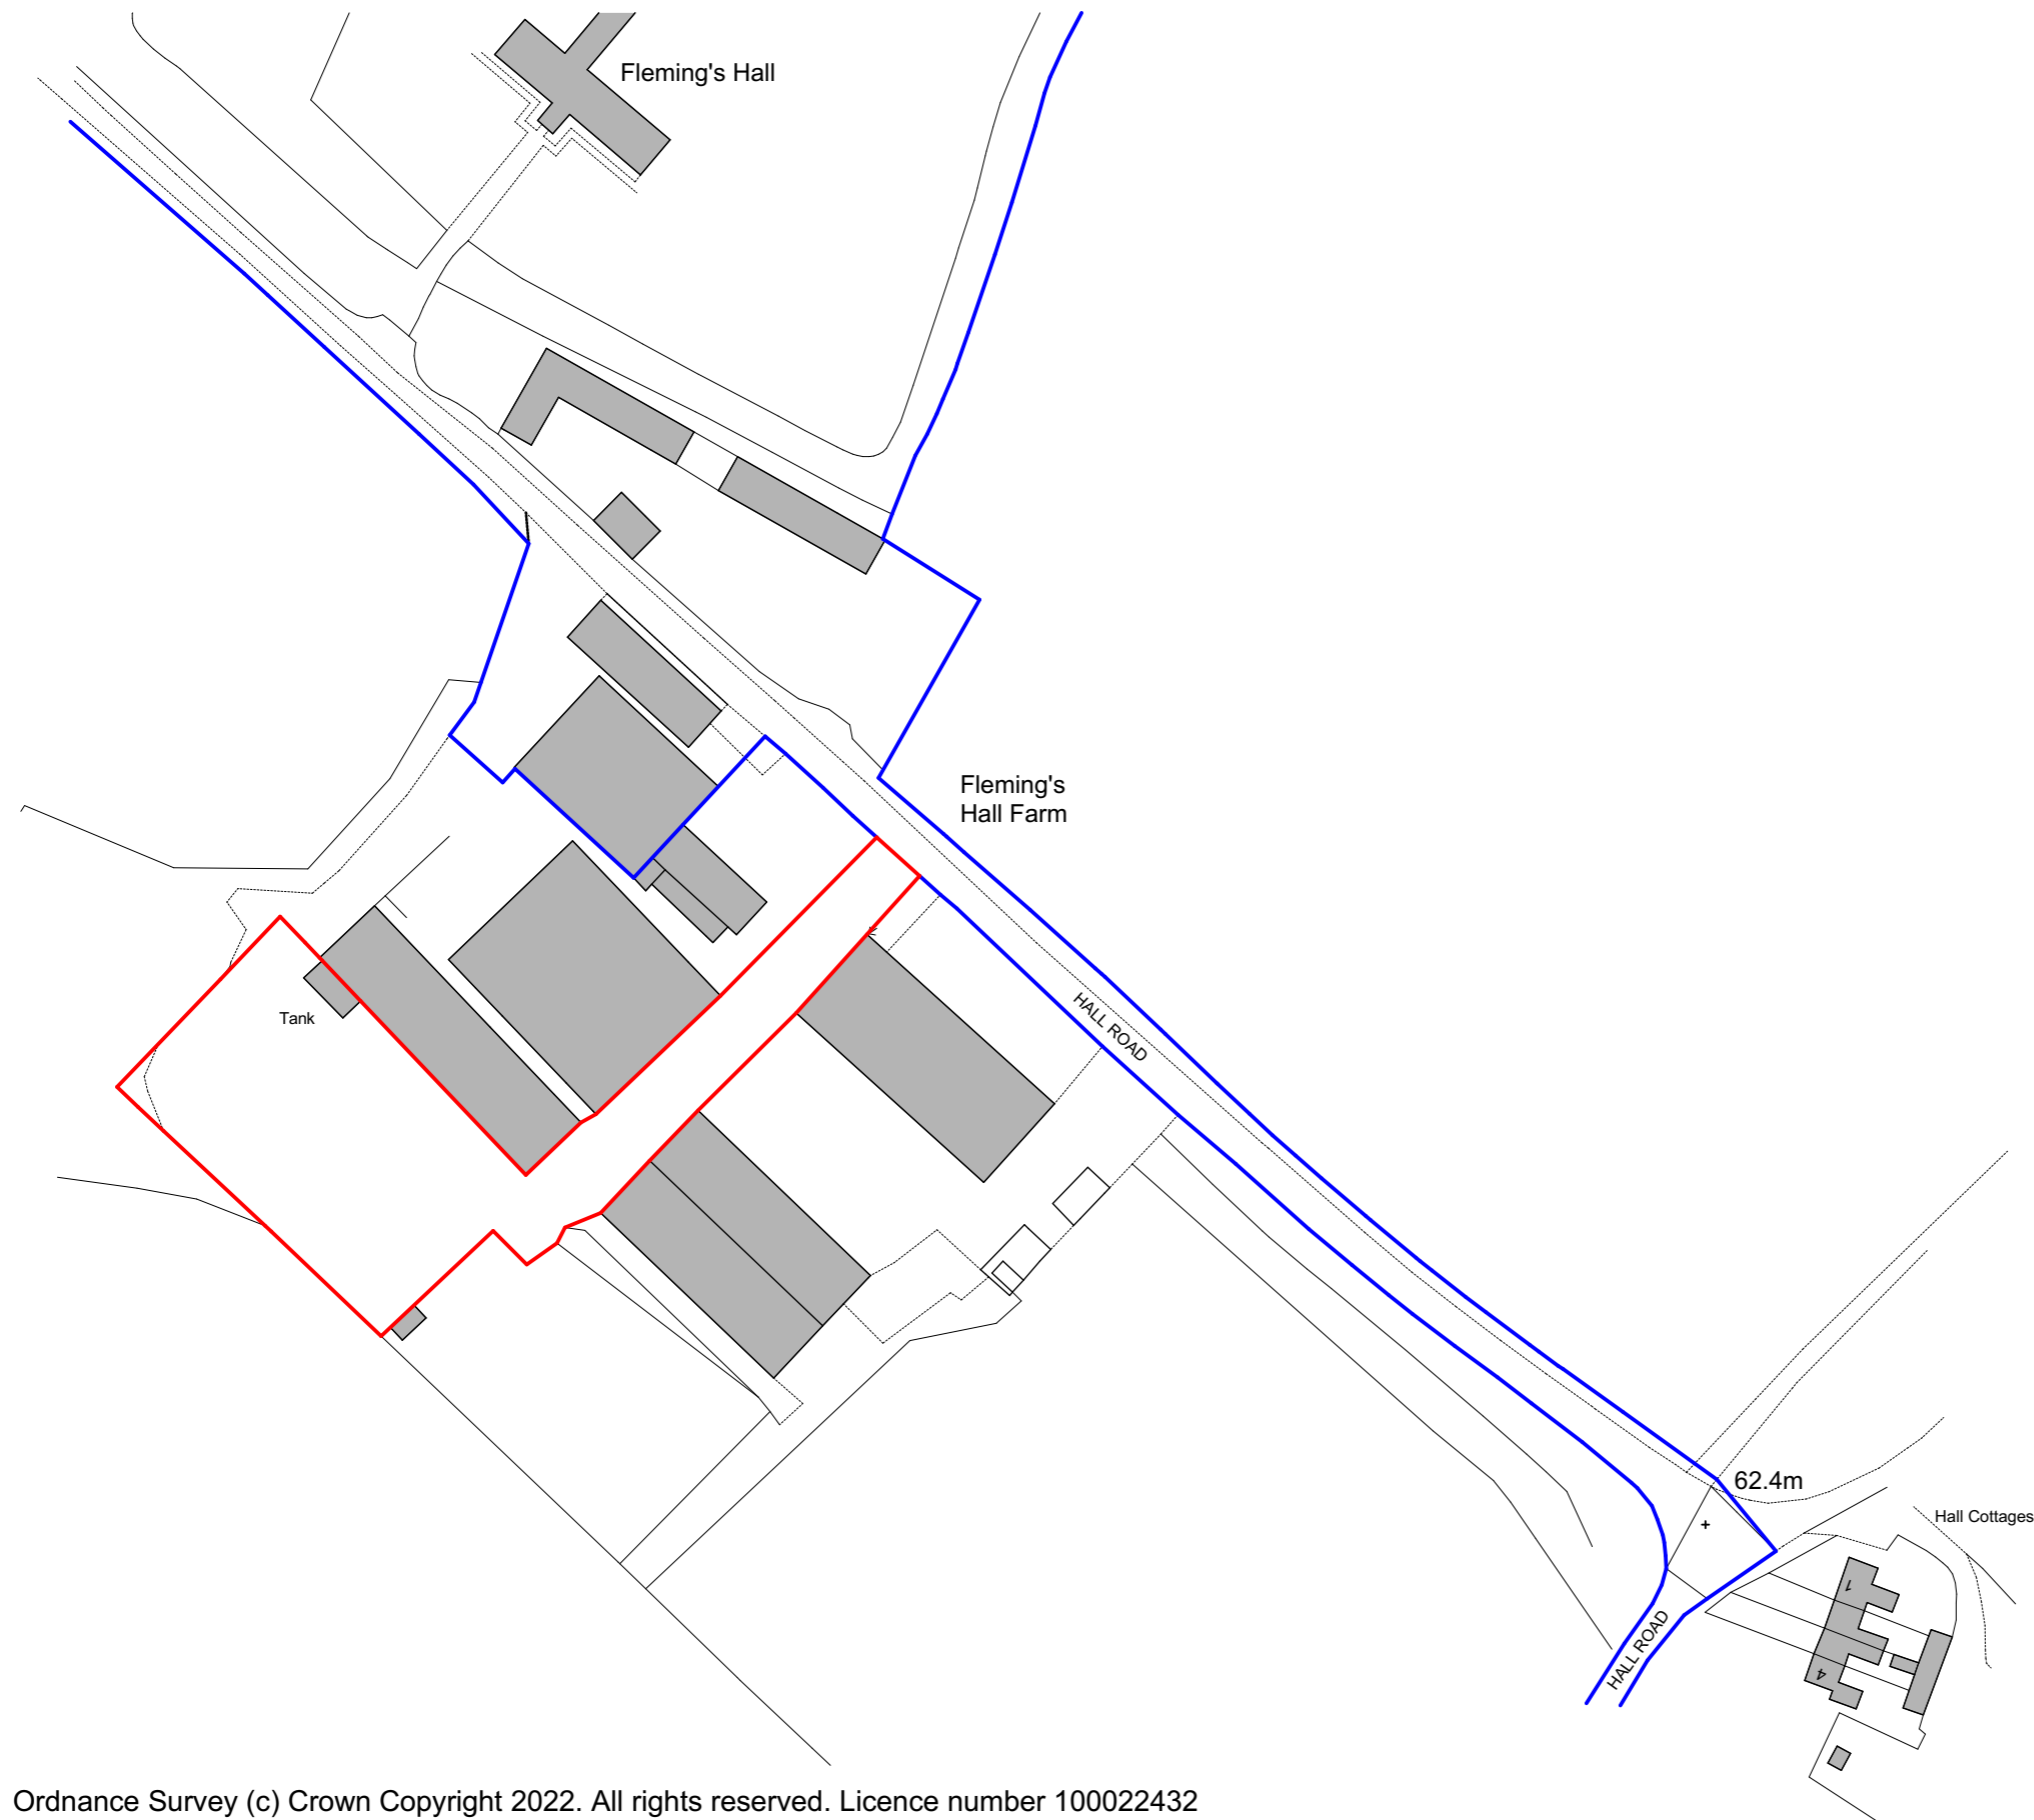 Fleming's Hall
Fleming's
Hall Farm
Tank
HALL ROAD
62.4m
Hall Cottages
1
4
HALL ROAD
Ordnance Survey (c) Crown Copyright 2022. All rights reserved. Licence number 100022432